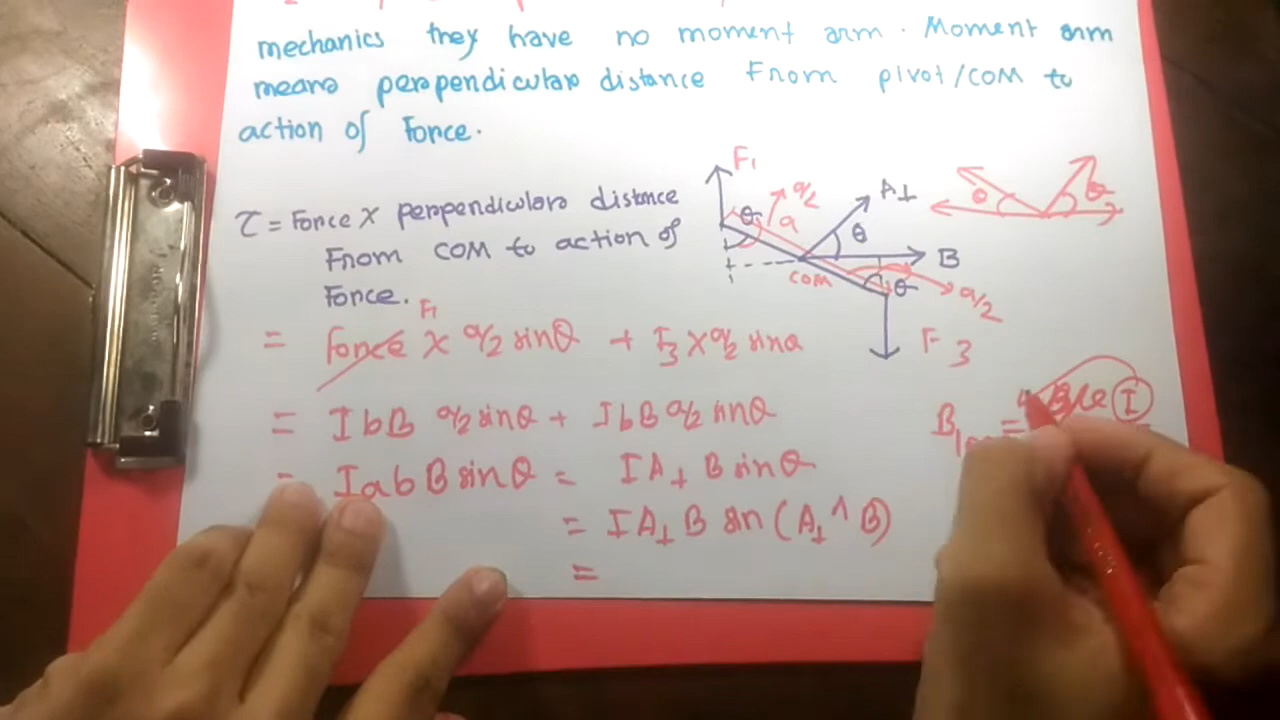 mechanics they have no moment arm. Moment arm
means perpendicular distance From pivot/COM to
action of Force.
τ = Force X perpendicular distance
From COM to action of
Force.
= Force X a/2 sinθ + F3 X a/2 sinα
F1
= IbB a/2 sinθ + IbB a/2 sinθ
= IabB sinθ = IA⊥ B sinθ
= IA⊥ B sin (A⊥ ^ B)
=
F1
θ
a/2
a
A⊥
θ
B
COM
θ
a/2
F3
θ
θ
B
=
I